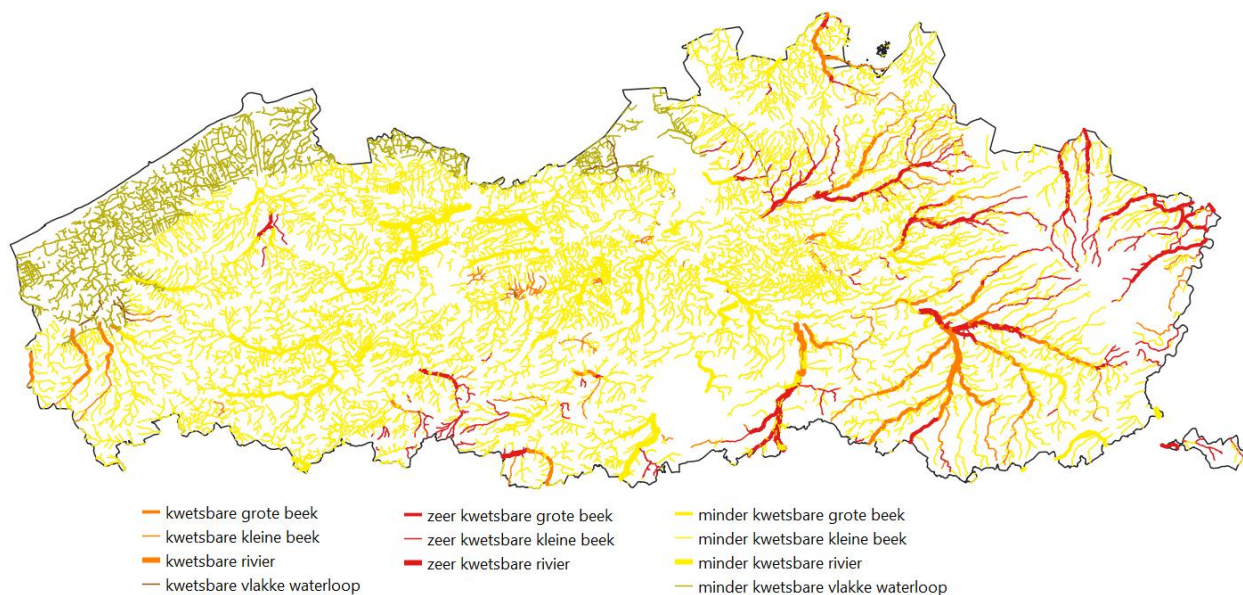 kwetsbare grote beek
kwetsbare kleine beek
kwetsbare rivier
kwetsbare vlakke waterloop
zeer kwetsbare grote beek
zeer kwetsbare kleine beek
zeer kwetsbare rivier
minder kwetsbare grote beek
minder kwetsbare kleine beek
minder kwetsbare rivier
minder kwetsbare vlakke waterloop